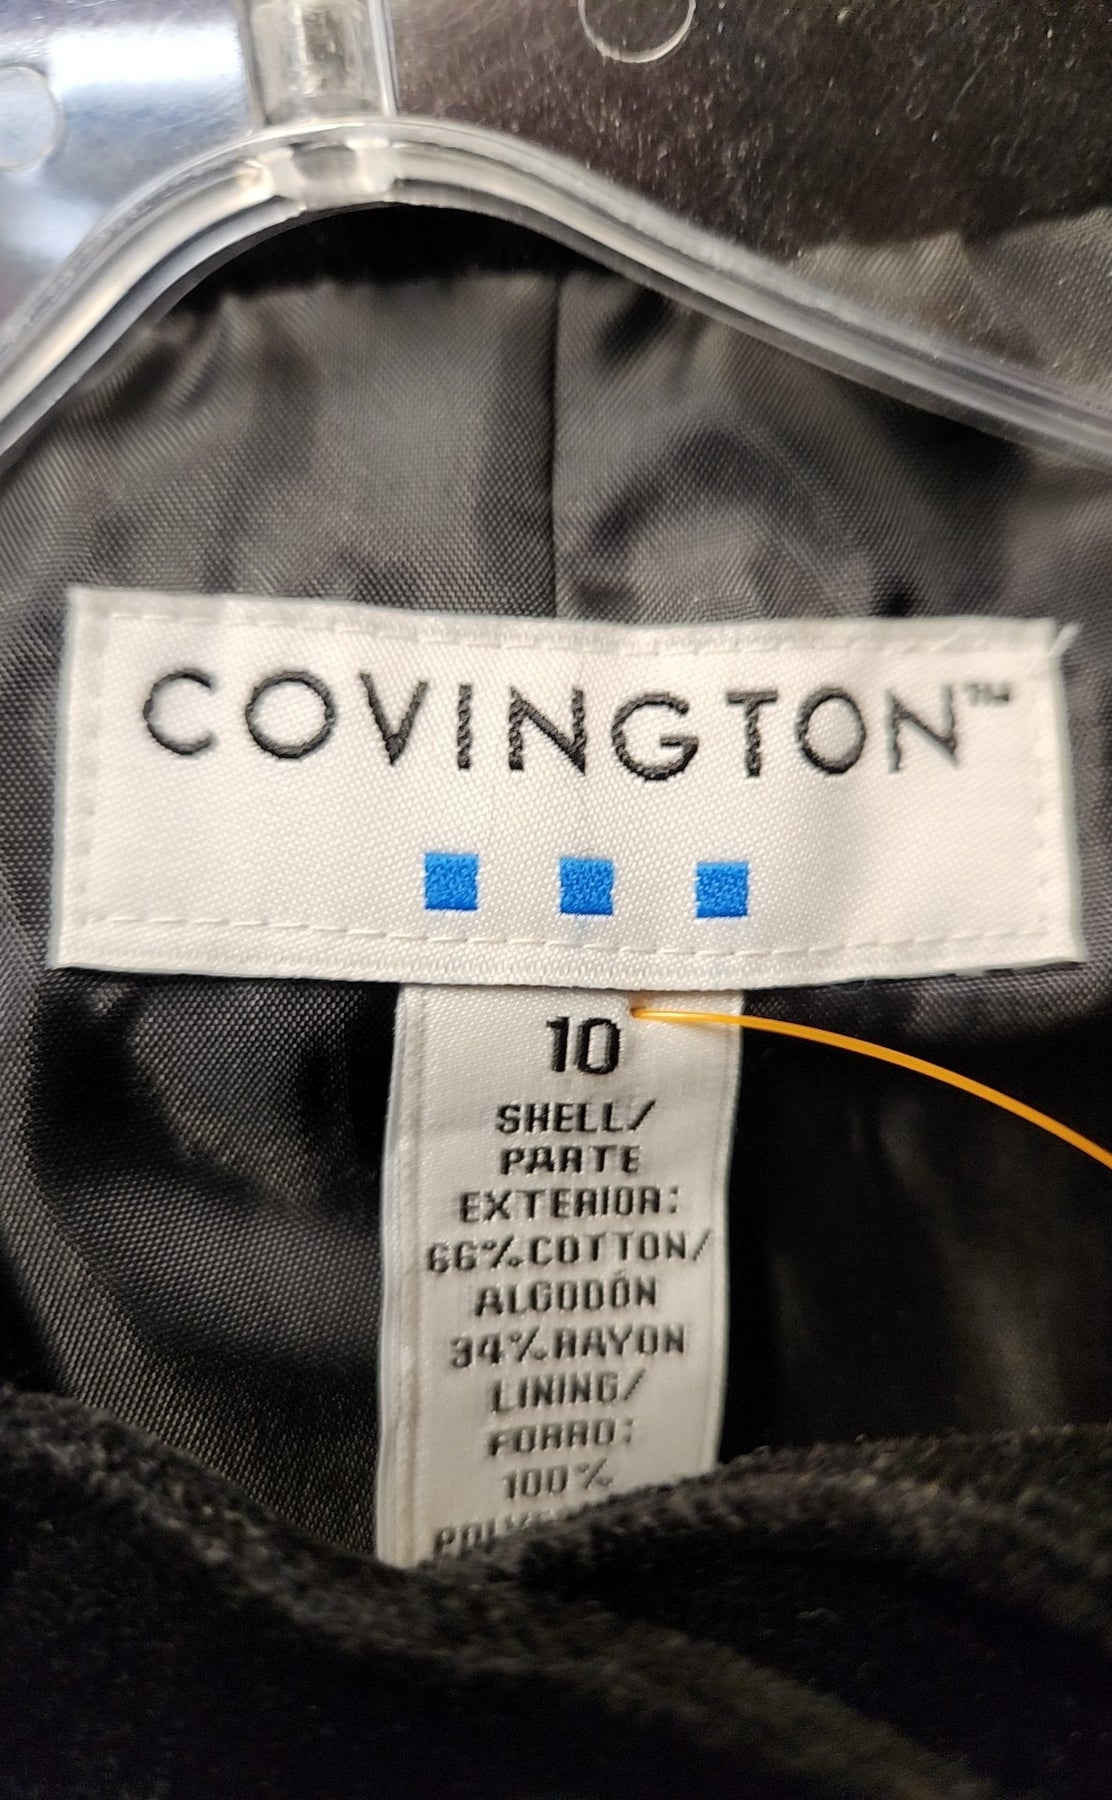 COVINGTON™
10
SHELL/
PARTE
EXTERIOR:
66% COTTON/
ALGODÓN
34% RAYON
LINING/
FORRO:
100%